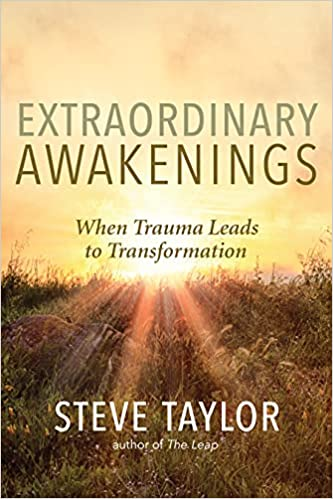 EXTRAORDINARY
AWAKENINGS
When Trauma Leads
to Transformation
STEVE TAYLOR
author of The Leap